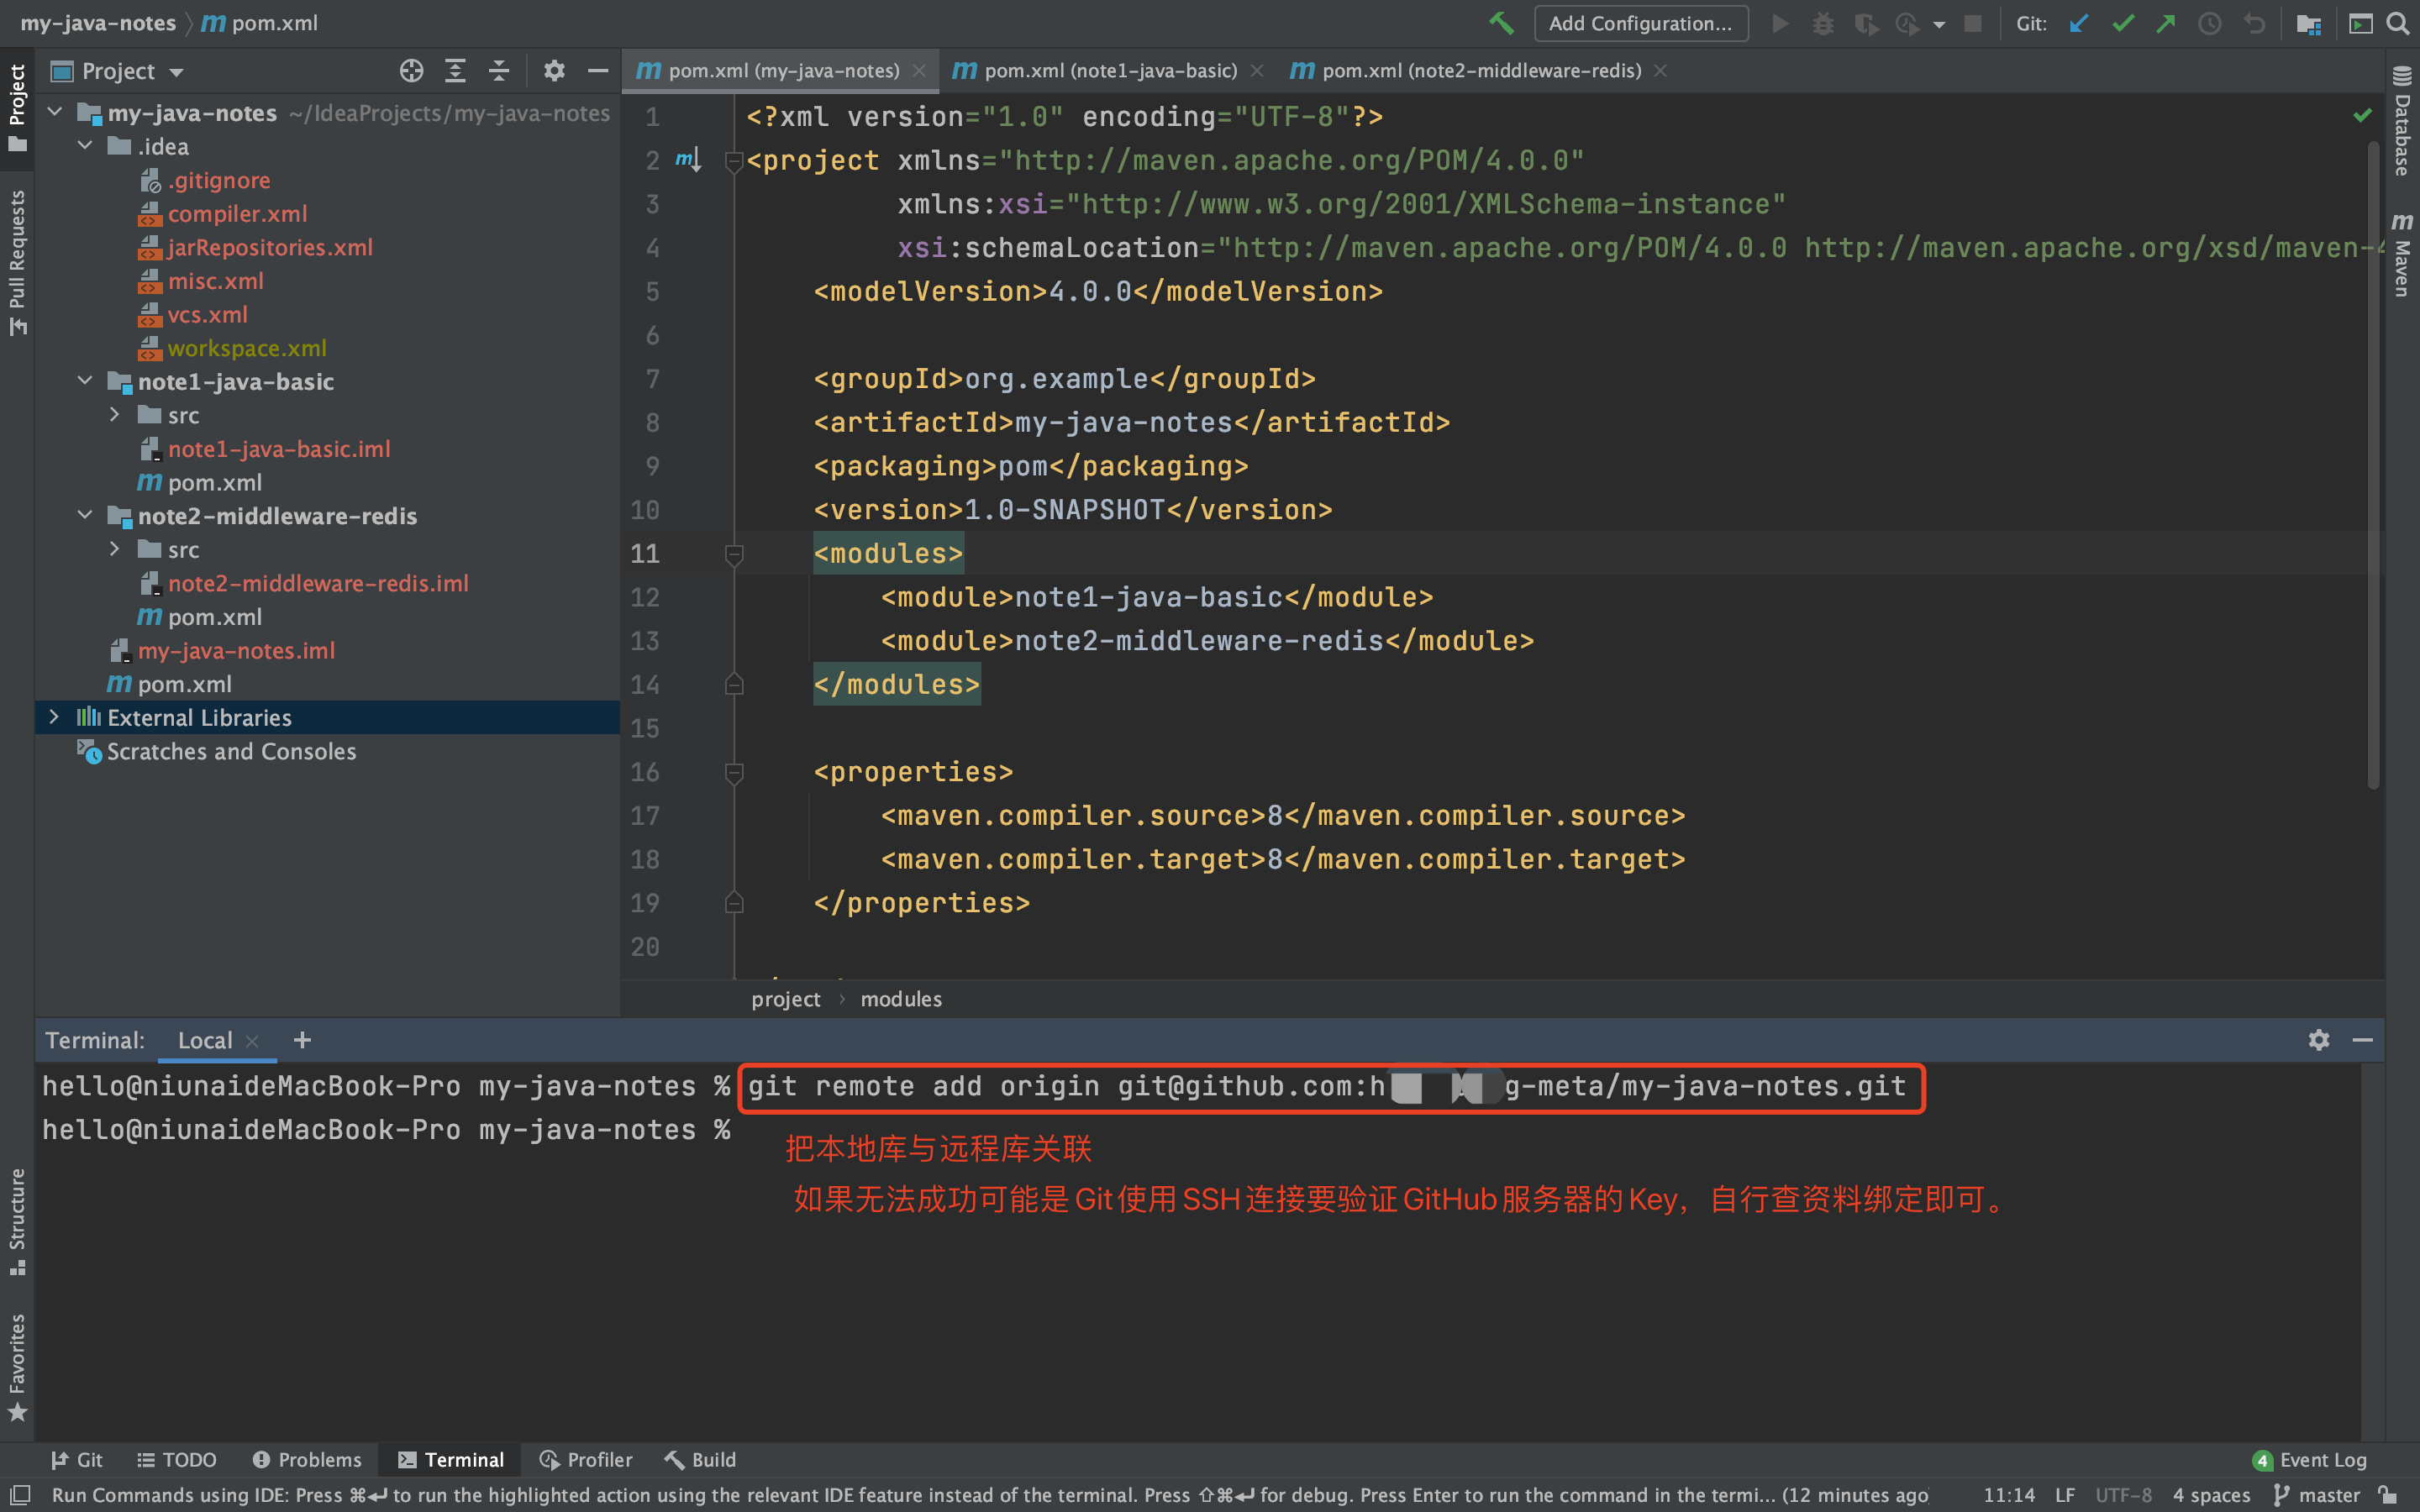 my-java-notes
pom.xml
Add Configuration...
Git:
Project
pom.xml (my-java-notes)
pom.xml (note1-java-basic)
pom.xml (note2-middleware-redis)
Project
Pull Requests
Structure
Favorites
Database
Maven
my-java-notes ~/IdeaProjects/my-java-notes
.idea
.gitignore
compiler.xml
jarRepositories.xml
misc.xml
vcs.xml
workspace.xml
note1-java-basic
src
note1-java-basic.iml
pom.xml
note2-middleware-redis
src
note2-middleware-redis.iml
pom.xml
my-java-notes.iml
pom.xml
External Libraries
Scratches and Consoles
1 <?xml version="1.0" encoding="UTF-8"?>
2 <project xmlns="http://maven.apache.org/POM/4.0.0"
3 xmlns:xsi="http://www.w3.org/2001/XMLSchema-instance"
4 xsi:schemaLocation="http://maven.apache.org/POM/4.0.0 http://maven.apache.org/xsd/maven-4
5 <modelVersion>4.0.0</modelVersion>
6
7 <groupId>org.example</groupId>
8 <artifactId>my-java-notes</artifactId>
9 <packaging>pom</packaging>
10 <version>1.0-SNAPSHOT</version>
11 <modules>
12 <module>note1-java-basic</module>
13 <module>note2-middleware-redis</module>
14 </modules>
15
16 <properties>
17 <maven.compiler.source>8</maven.compiler.source>
18 <maven.compiler.target>8</maven.compiler.target>
19 </properties>
20
project › modules
Terminal: Local
hello@niunaideMacBook-Pro my-java-notes % git remote add origin git@github.com:h g-meta/my-java-notes.git
hello@niunaideMacBook-Pro my-java-notes %
把本地库与远程库关联
如果无法成功可能是Git使用SSH连接要验证GitHub服务器的Key，自行查资料绑定即可。
Git TODO Problems Terminal Profiler Build
4 Event Log
Run Commands using IDE: Press ⌘↩ to run the highlighted action using the relevant IDE feature instead of the terminal. Press ⇧⌘↩ for debug. Press Enter to run the command in the termi... (12 minutes ago
11:14 LF UTF-8 4 spaces master